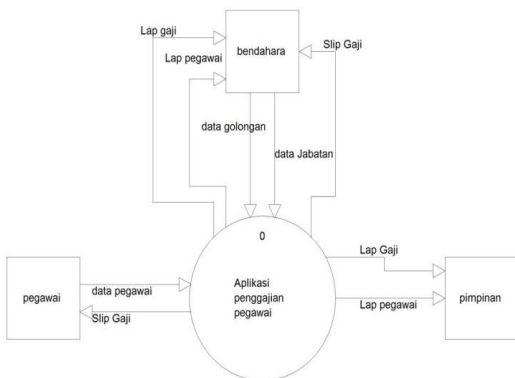 Lap gaji
Slip Gaji
bendahara
Lap pegawai
data golongan
data Jabatan
0
Lap Gaji
Aplikasi
penggajian
pegawai
data pegawai
pegawai
pimpinan
Lap pegawai
Slip Gaji